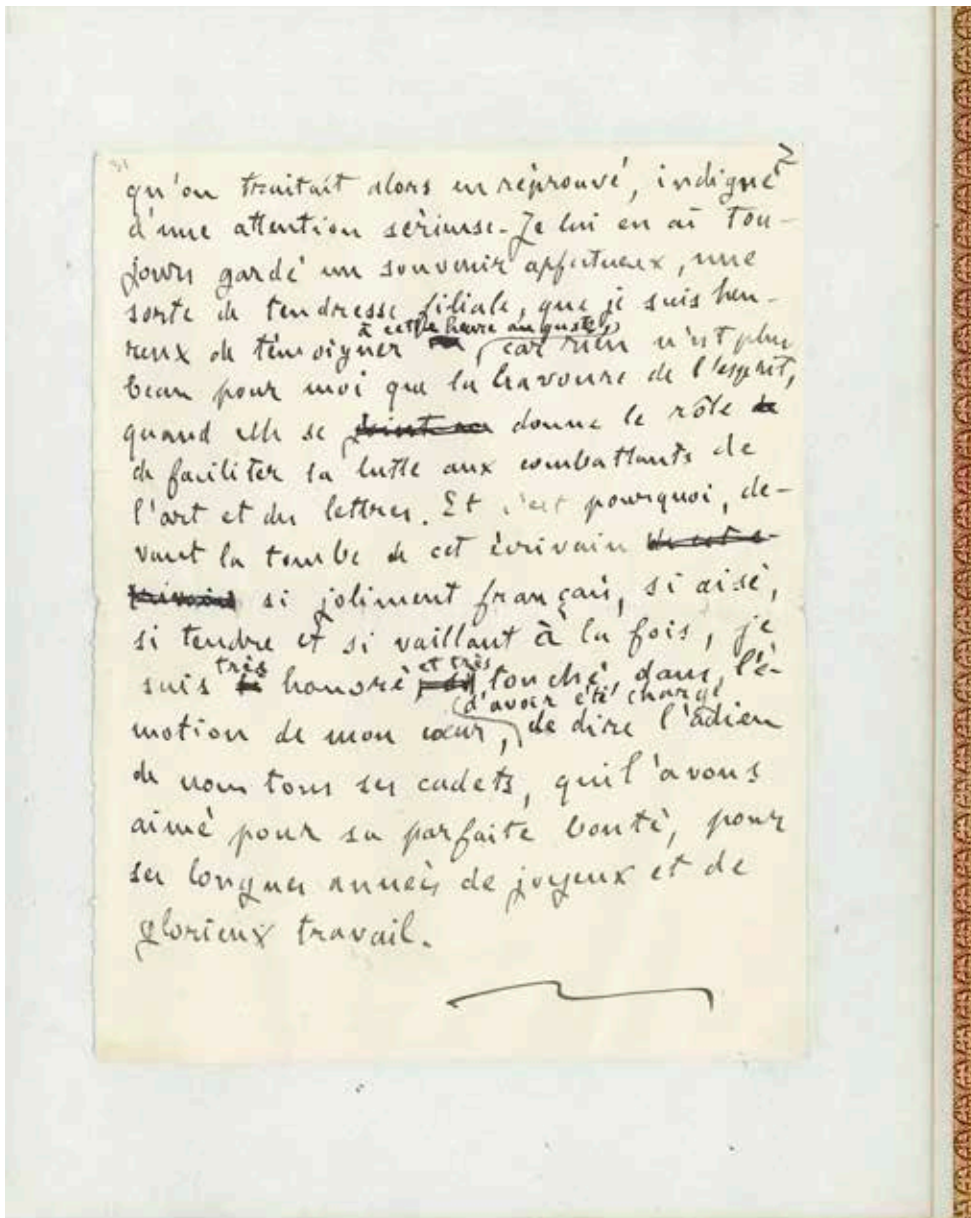 qu'on traitait alors en réprouvé, indigne
d'une attention sérieuse. Je lui en ai tou-
jours gardé un souvenir affectueux, une
sorte de tendresse filiale, que je suis heu-
à cette heure auguste,
reux de témoigner car rien n'est plus
beau pour moi que la bravoure de l'esprit,
quand elle se donne le rôle
de faciliter la lutte aux combattants de
l'art et des lettres. Et c'est pourquoi, de-
vant la tombe de cet écrivain
si joliment français, si aisé,
si tendre et si vaillant à la fois, je
très et très
suis honoré, touché, dans l'é-
d'avoir été chargé
motion de mon cœur, de dire l'adieu
de nous tous ses cadets, qui l'avons
aimé pour sa parfaite bonté, pour
ses longues années de joyeux et de
glorieux travail.